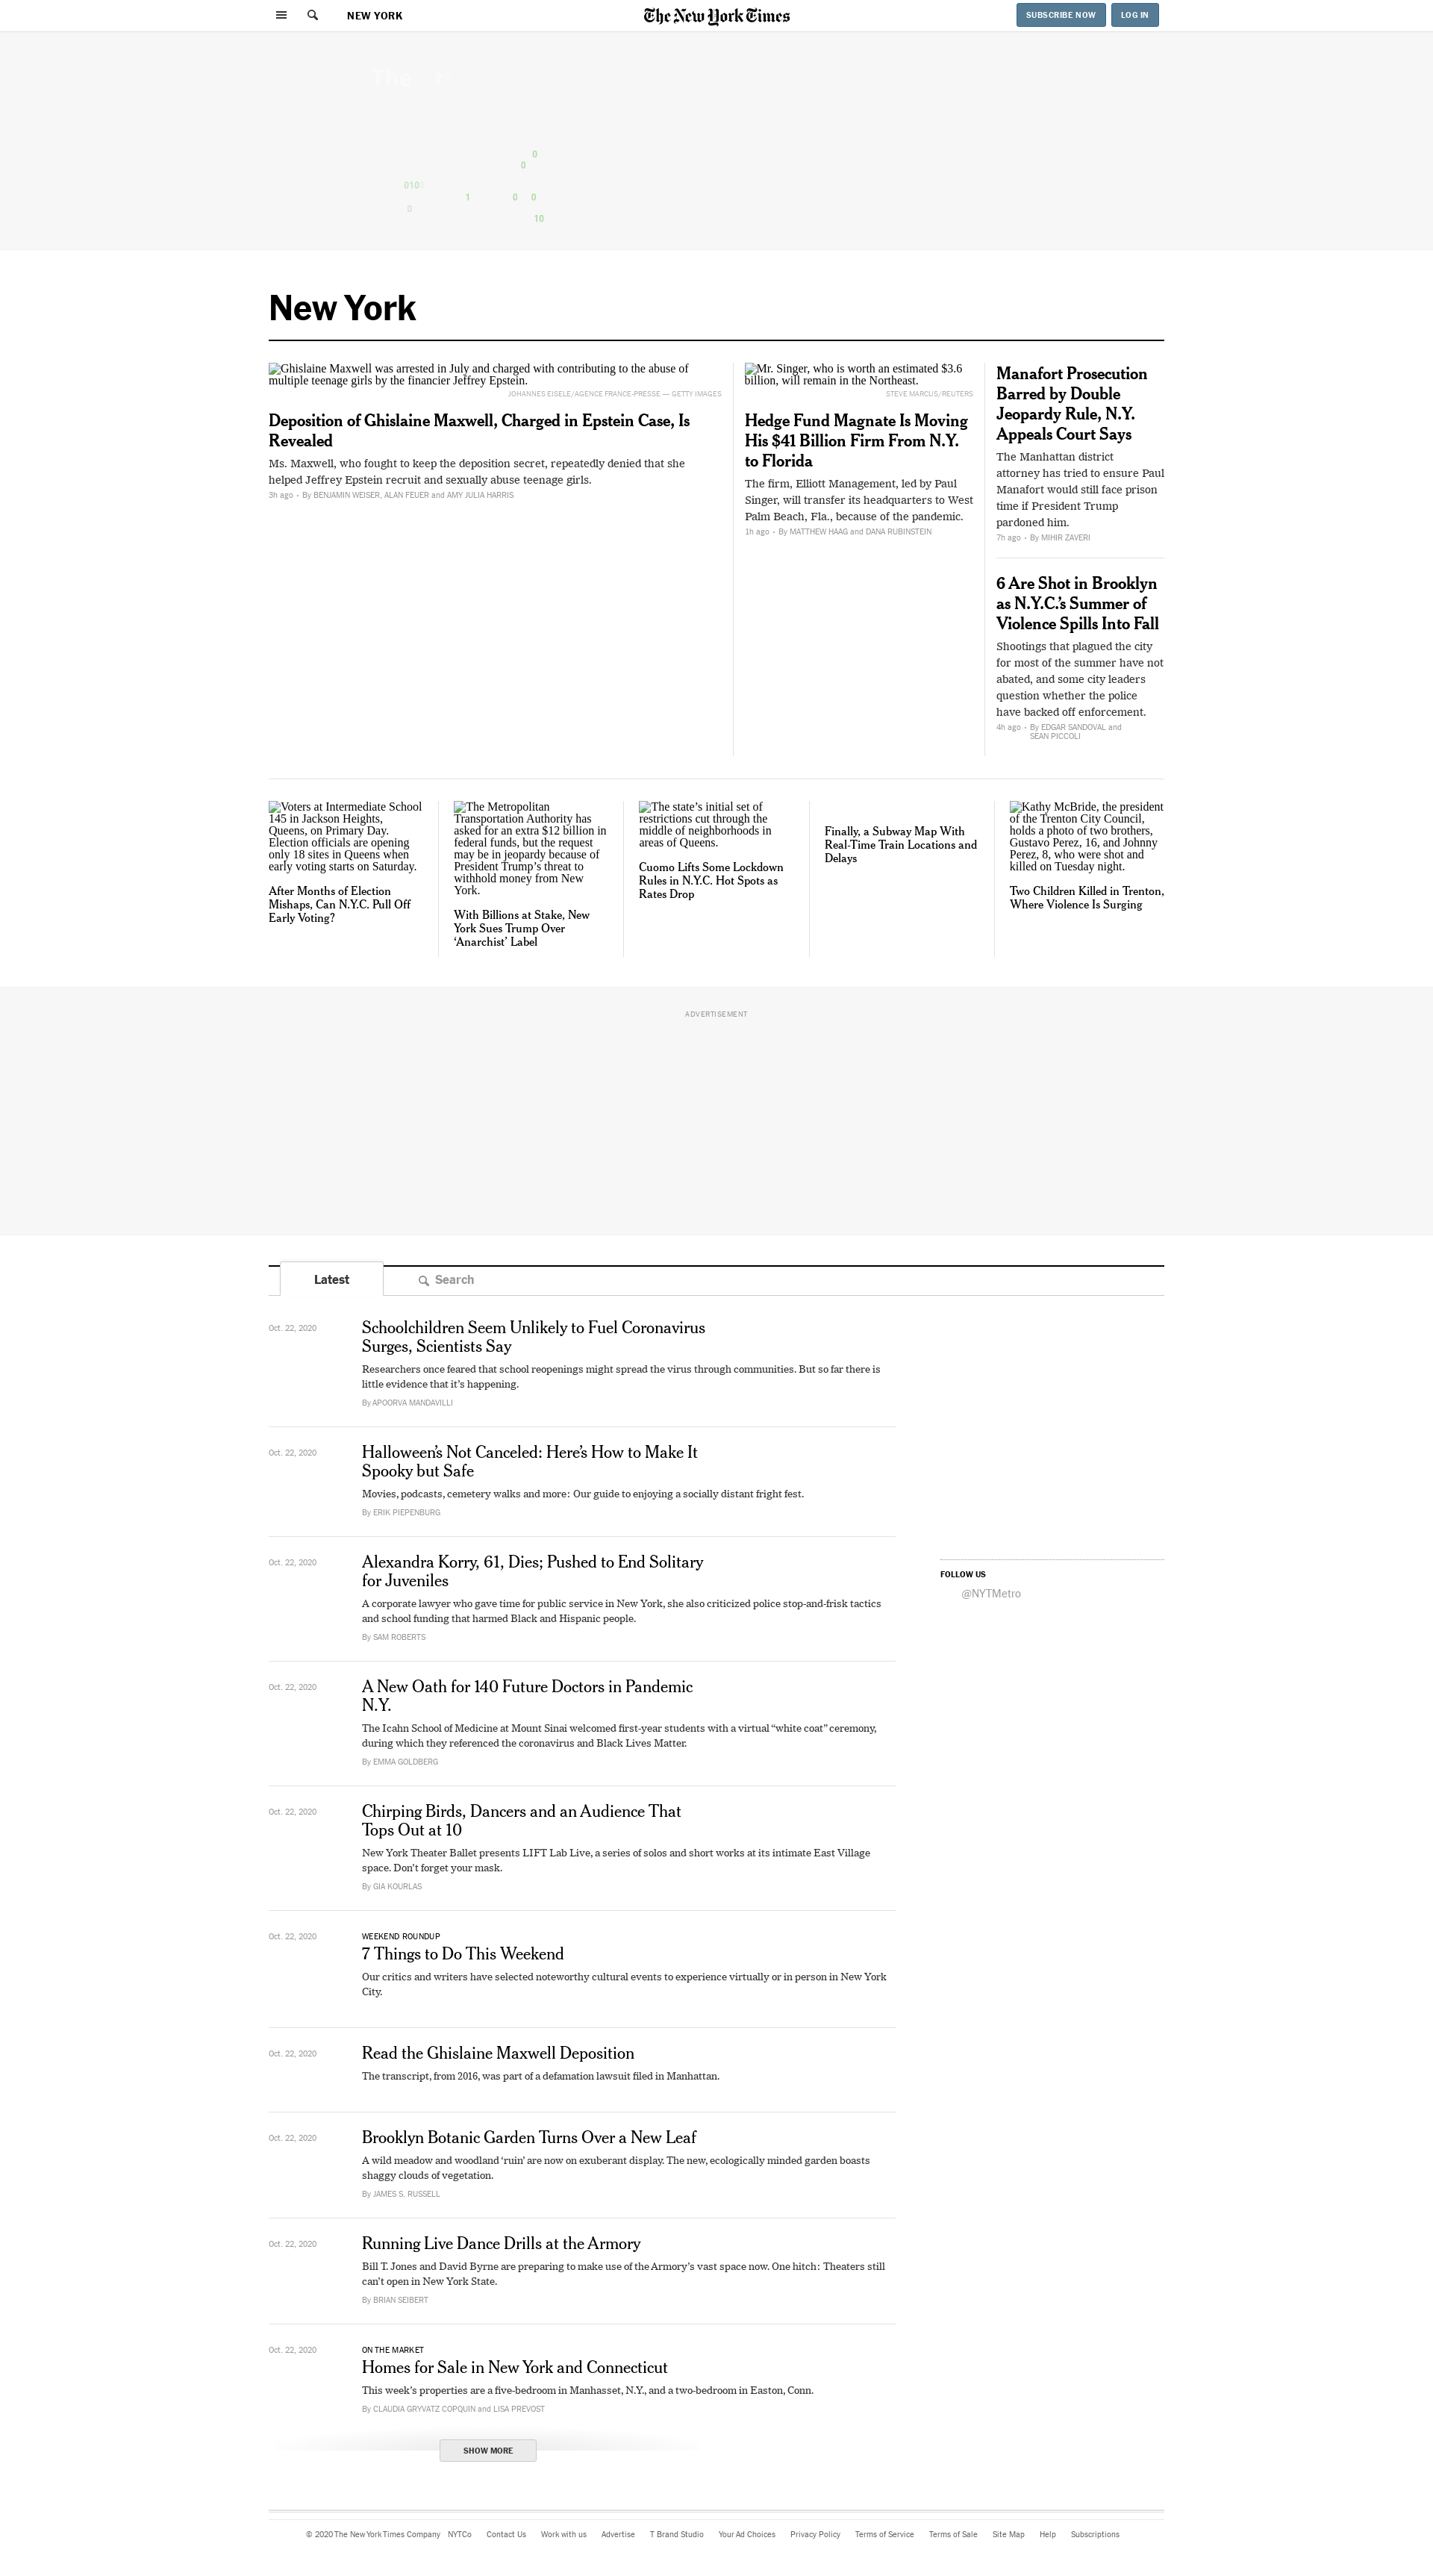 NEW YORK
The New York Times
SUBSCRIBE NOW
LOG IN
The
0
0
010
1
0
0
0
10
New York
Ghislaine Maxwell was arrested in July and charged with contributing to the abuse of
multiple teenage girls by the financier Jeffrey Epstein.
JOHANNES EISELE/AGENCE FRANCE-PRESSE — GETTY IMAGES
Deposition of Ghislaine Maxwell, Charged in Epstein Case, Is
Revealed
Ms. Maxwell, who fought to keep the deposition secret, repeatedly denied that she
helped Jeffrey Epstein recruit and sexually abuse teenage girls.
3h ago • By BENJAMIN WEISER, ALAN FEUER and AMY JULIA HARRIS
Mr. Singer, who is worth an estimated $3.6
billion, will remain in the Northeast.
STEVE MARCUS/REUTERS
Hedge Fund Magnate Is Moving
His $41 Billion Firm From N.Y.
to Florida
The firm, Elliott Management, led by Paul
Singer, will transfer its headquarters to West
Palm Beach, Fla., because of the pandemic.
1h ago • By MATTHEW HAAG and DANA RUBINSTEIN
Manafort Prosecution
Barred by Double
Jeopardy Rule, N.Y.
Appeals Court Says
The Manhattan district
attorney has tried to ensure Paul
Manafort would still face prison
time if President Trump
pardoned him.
7h ago • By MIHIR ZAVERI
6 Are Shot in Brooklyn
as N.Y.C.’s Summer of
Violence Spills Into Fall
Shootings that plagued the city
for most of the summer have not
abated, and some city leaders
question whether the police
have backed off enforcement.
4h ago • By EDGAR SANDOVAL and
SEAN PICCOLI
Voters at Intermediate School
145 in Jackson Heights,
Queens, on Primary Day.
Election officials are opening
only 18 sites in Queens when
early voting starts on Saturday.
After Months of Election
Mishaps, Can N.Y.C. Pull Off
Early Voting?
The Metropolitan
Transportation Authority has
asked for an extra $12 billion in
federal funds, but the request
may be in jeopardy because of
President Trump’s threat to
withhold money from New
York.
With Billions at Stake, New
York Sues Trump Over
‘Anarchist’ Label
The state’s initial set of
restrictions cut through the
middle of neighborhoods in
areas of Queens.
Cuomo Lifts Some Lockdown
Rules in N.Y.C. Hot Spots as
Rates Drop
Finally, a Subway Map With
Real-Time Train Locations and
Delays
Kathy McBride, the president
of the Trenton City Council,
holds a photo of two brothers,
Gustavo Perez, 16, and Johnny
Perez, 8, who were shot and
killed on Tuesday night.
Two Children Killed in Trenton,
Where Violence Is Surging
ADVERTISEMENT
Latest
Search
Oct. 22, 2020
Schoolchildren Seem Unlikely to Fuel Coronavirus
Surges, Scientists Say
Researchers once feared that school reopenings might spread the virus through communities. But so far there is
little evidence that it’s happening.
By APOORVA MANDAVILLI
Oct. 22, 2020
Halloween’s Not Canceled: Here’s How to Make It
Spooky but Safe
Movies, podcasts, cemetery walks and more: Our guide to enjoying a socially distant fright fest.
By ERIK PIEPENBURG
Oct. 22, 2020
Alexandra Korry, 61, Dies; Pushed to End Solitary
for Juveniles
A corporate lawyer who gave time for public service in New York, she also criticized police stop-and-frisk tactics
and school funding that harmed Black and Hispanic people.
By SAM ROBERTS
FOLLOW US
@NYTMetro
Oct. 22, 2020
A New Oath for 140 Future Doctors in Pandemic
N.Y.
The Icahn School of Medicine at Mount Sinai welcomed first-year students with a virtual “white coat” ceremony,
during which they referenced the coronavirus and Black Lives Matter.
By EMMA GOLDBERG
Oct. 22, 2020
Chirping Birds, Dancers and an Audience That
Tops Out at 10
New York Theater Ballet presents LIFT Lab Live, a series of solos and short works at its intimate East Village
space. Don’t forget your mask.
By GIA KOURLAS
Oct. 22, 2020
WEEKEND ROUNDUP
7 Things to Do This Weekend
Our critics and writers have selected noteworthy cultural events to experience virtually or in person in New York
City.
Oct. 22, 2020
Read the Ghislaine Maxwell Deposition
The transcript, from 2016, was part of a defamation lawsuit filed in Manhattan.
Oct. 22, 2020
Brooklyn Botanic Garden Turns Over a New Leaf
A wild meadow and woodland ‘ruin’ are now on exuberant display. The new, ecologically minded garden boasts
shaggy clouds of vegetation.
By JAMES S. RUSSELL
Oct. 22, 2020
Running Live Dance Drills at the Armory
Bill T. Jones and David Byrne are preparing to make use of the Armory’s vast space now. One hitch: Theaters still
can’t open in New York State.
By BRIAN SEIBERT
Oct. 22, 2020
ON THE MARKET
Homes for Sale in New York and Connecticut
This week’s properties are a five-bedroom in Manhasset, N.Y., and a two-bedroom in Easton, Conn.
By CLAUDIA GRYVATZ COPQUIN and LISA PREVOST
SHOW MORE
© 2020 The New York Times Company NYTCo Contact Us Work with us Advertise T Brand Studio Your Ad Choices Privacy Policy Terms of Service Terms of Sale Site Map Help Subscriptions